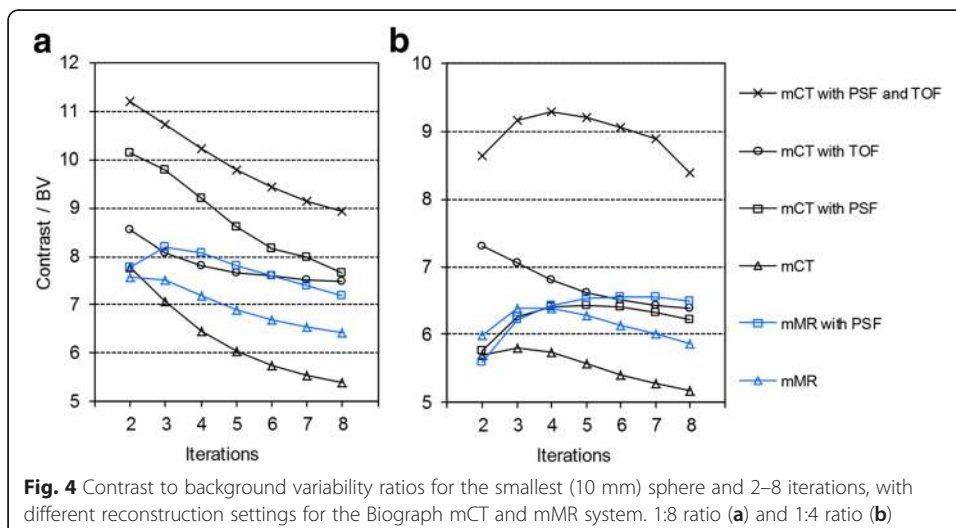 a
b
12
11
10
9
8
7
6
5
Contrast / BV
2 3 4 5 6 7 8
Iterations
10
9
8
7
6
5
2 3 4 5 6 7 8
Iterations
mCT with PSF and TOF
mCT with TOF
mCT with PSF
mCT
mMR with PSF
mMR
Fig. 4 Contrast to background variability ratios for the smallest (10 mm) sphere and 2–8 iterations, with
different reconstruction settings for the Biograph mCT and mMR system. 1:8 ratio (a) and 1:4 ratio (b)